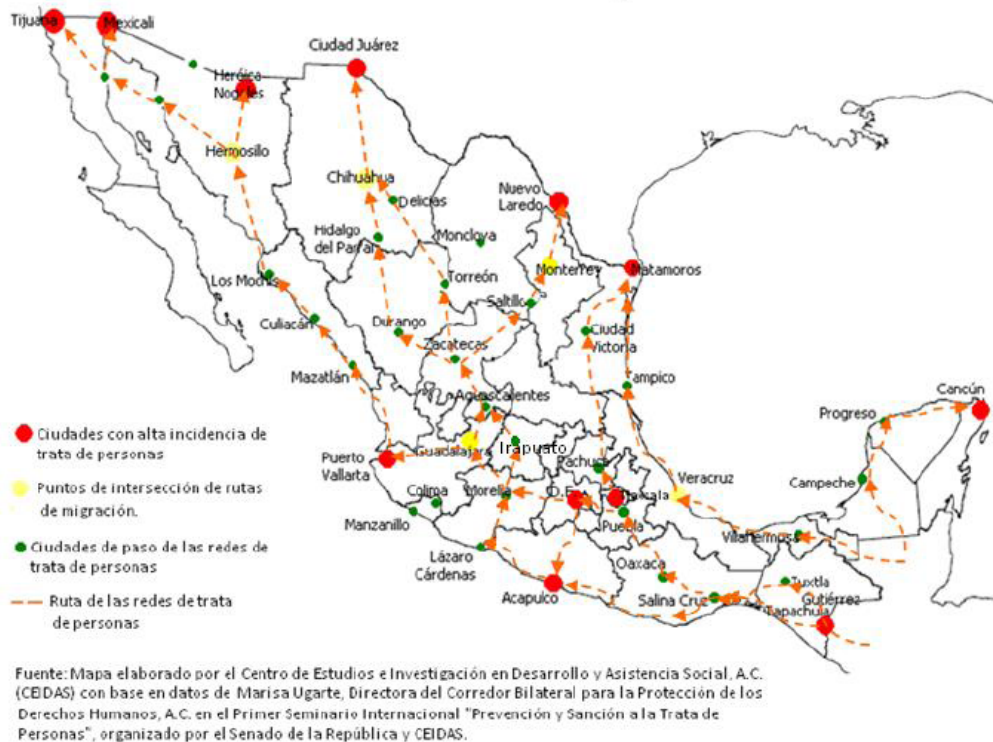 Tijuana
Mexicali
Ciudad Juárez
Heróica
Nogales
Hermosillo
Chihuahua
Delicias
Nuevo
Laredo
Hidalgo
del Parral
Monclova
Monterrey
Matamoros
Los Mochis
Torreón
Saltillo
Culiacán
Durango
Ciudad
Victoria
Zacatecas
Mazatlán
Tampico
Cancún
Aguascalientes
Progreso
Ciudades con alta incidencia de
trata de personas
Puerto
Vallarta
Guadalajara
Irapuato
Pachuca
Puntos de intersección de rutas
de migración.
Colima
Morelia
D.F.
Tlaxcala
Veracruz
Campeche
Manzanillo
Puebla
Villahermosa
Ciudades de paso de las redes de
trata de personas
Lázaro
Cárdenas
Oaxaca
Tuxtla
Gutiérrez
Acapulco
Salina Cruz
Tapachula
Ruta de las redes de trata
de personas
Fuente: Mapa elaborado por el Centro de Estudios e Investigación en Desarrollo y Asistencia Social, A.C.
(CEIDAS) con base en datos de Marisa Ugarte, Directora del Corredor Bilateral para la Protección de los
Derechos Humanos, A.C. en el Primer Seminario Internacional "Prevención y Sanción a la Trata de
Personas", organizado por el Senado de la República y CEIDAS.